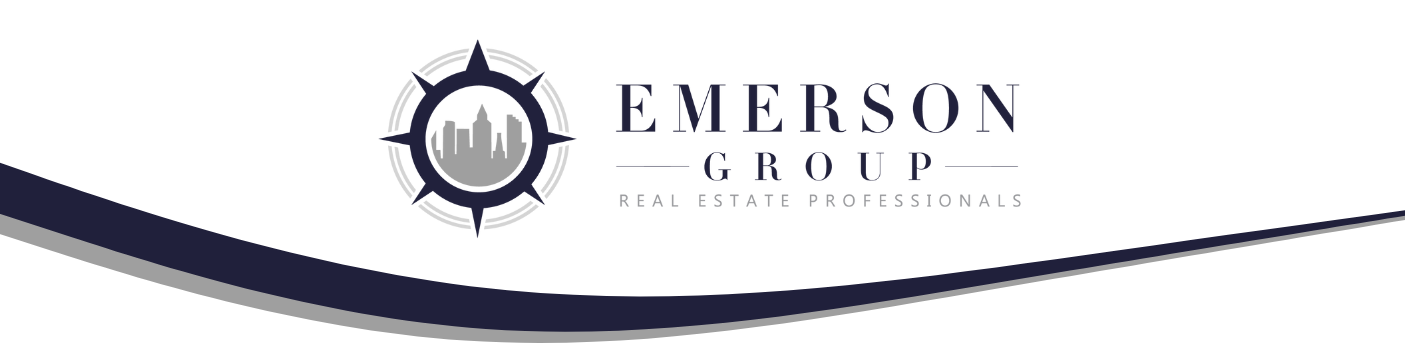 EMERSON
GROUP
REAL ESTATE PROFESSIONALS